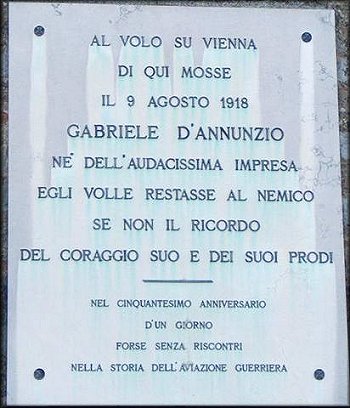 AL VOLO SU VIENNA
DI QUI MOSSE
IL 9 AGOSTO 1918
GABRIELE D'ANNUNZIO
NE' DELL'AUDACISSIMA IMPRESA
EGLI VOLLE RESTASSE AL NEMICO
SE NON IL RICORDO
DEL CORAGGIO SUO E DEI SUOI PRODI
NEL CINQUANTESIMO ANNIVERSARIO
D'UN GIORNO
FORSE SENZA RISCONTRI
NELLA STORIA DELL'AVIAZIONE GUERRIERA